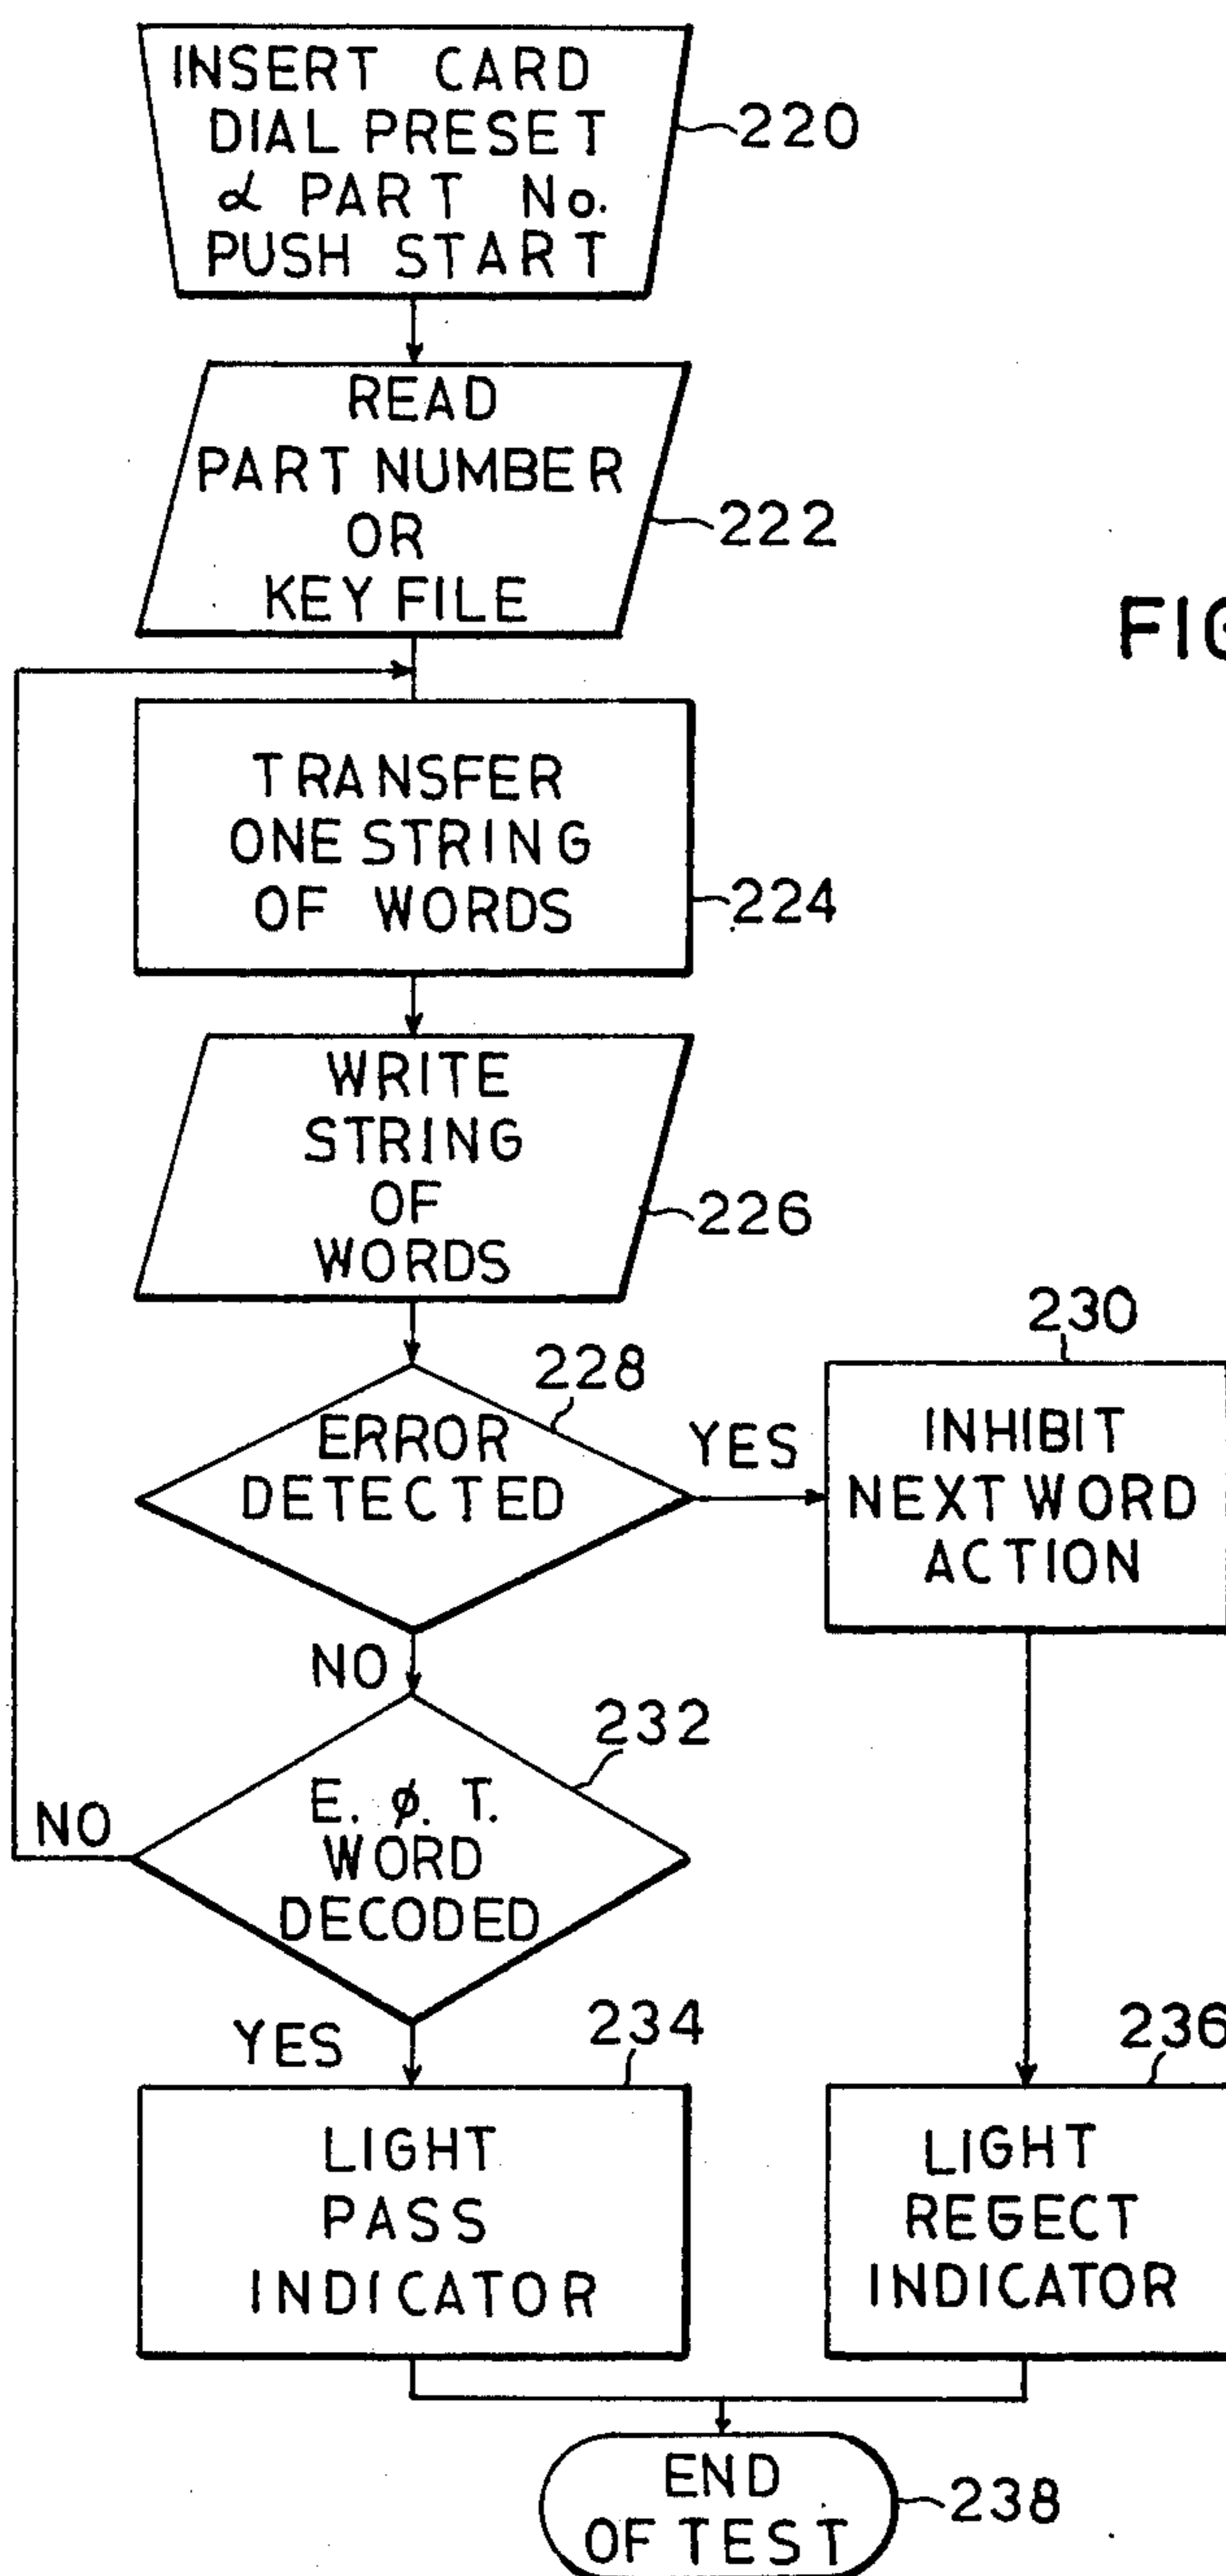 INSERT CARD
DIAL PRESET
& PART No.
PUSH START
220
READ
PART NUMBER
OR
KEY FILE
222
FIG
TRANSFER
ONE STRING
OF WORDS
224
WRITE
STRING
OF
WORDS
226
228
ERROR
DETECTED
YES
230
INHIBIT
NEXT WORD
ACTION
NO
232
E. Ø. T.
WORD
DECODED
NO
YES
234
LIGHT
PASS
INDICATOR
236
LIGHT
REGECT
INDICATOR
END
OF TEST
238